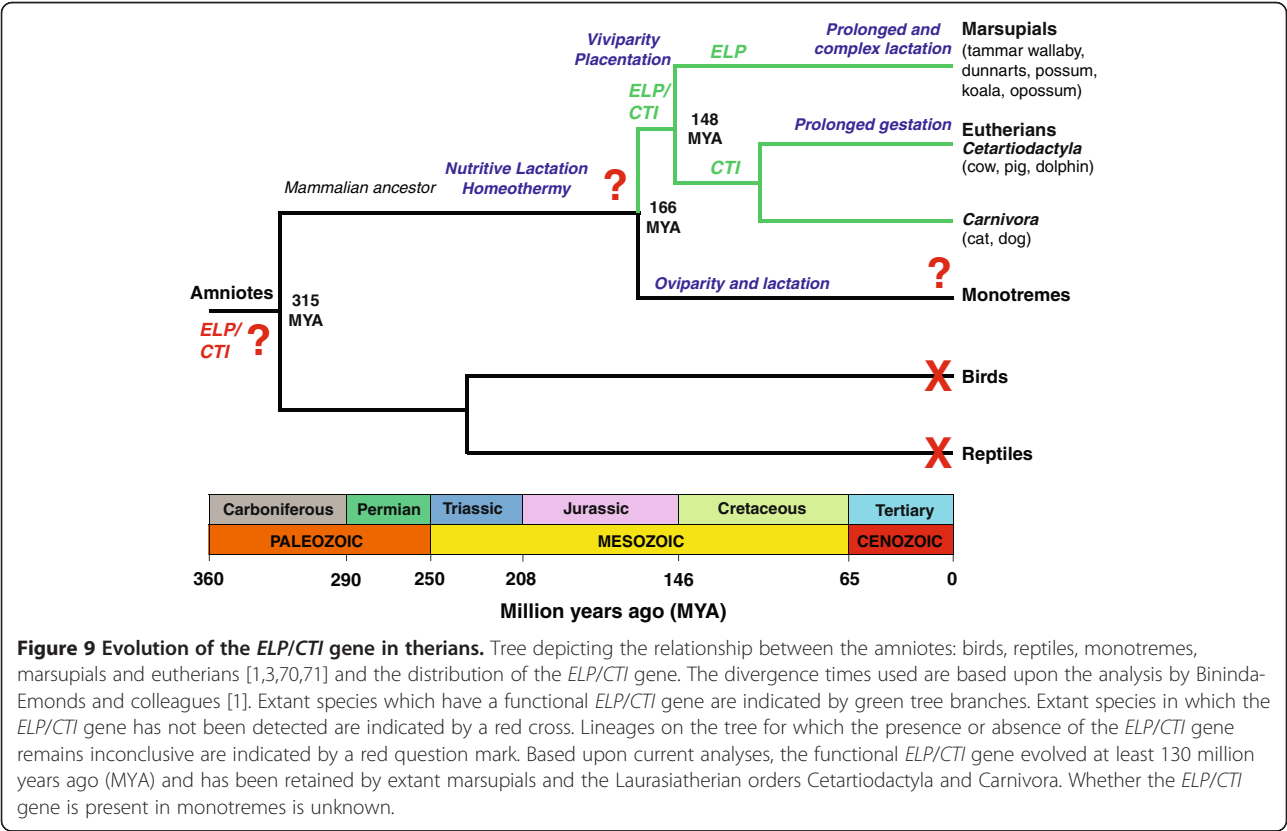 Viviparity
Placentation
Prolonged and
complex lactation
ELP
Marsupials
(tammar wallaby,
dunnarts, possum,
koala, opossum)
ELP/
CTI
148
MYA
Prolonged gestation
Eutherians
Cetartiodactyla
(cow, pig, dolphin)
CTI
Mammalian ancestor
Nutritive Lactation
Homeothermy
?
166
MYA
Carnivora
(cat, dog)
Oviparity and lactation
?
Monotremes
Amniotes
315
MYA
ELP/
CTI
?
X
Birds
X
Reptiles
Carboniferous Permian Triassic Jurassic Cretaceous Tertiary
PALEOZOIC MESOZOIC CENOZOIC
360 290 250 208 146 65 0
Million years ago (MYA)
Figure 9 Evolution of the ELP/CTI gene in therians. Tree depicting the relationship between the amniotes: birds, reptiles, monotremes,
marsupials and eutherians [1,3,70,71] and the distribution of the ELP/CTI gene. The divergence times used are based upon the analysis by Bininda-
Emonds and colleagues [1]. Extant species which have a functional ELP/CTI gene are indicated by green tree branches. Extant species in which the
ELP/CTI gene has not been detected are indicated by a red cross. Lineages on the tree for which the presence or absence of the ELP/CTI gene
remains inconclusive are indicated by a red question mark. Based upon current analyses, the functional ELP/CTI gene evolved at least 130 million
years ago (MYA) and has been retained by extant marsupials and the Laurasiatherian orders Cetartiodactyla and Carnivora. Whether the ELP/CTI
gene is present in monotremes is unknown.